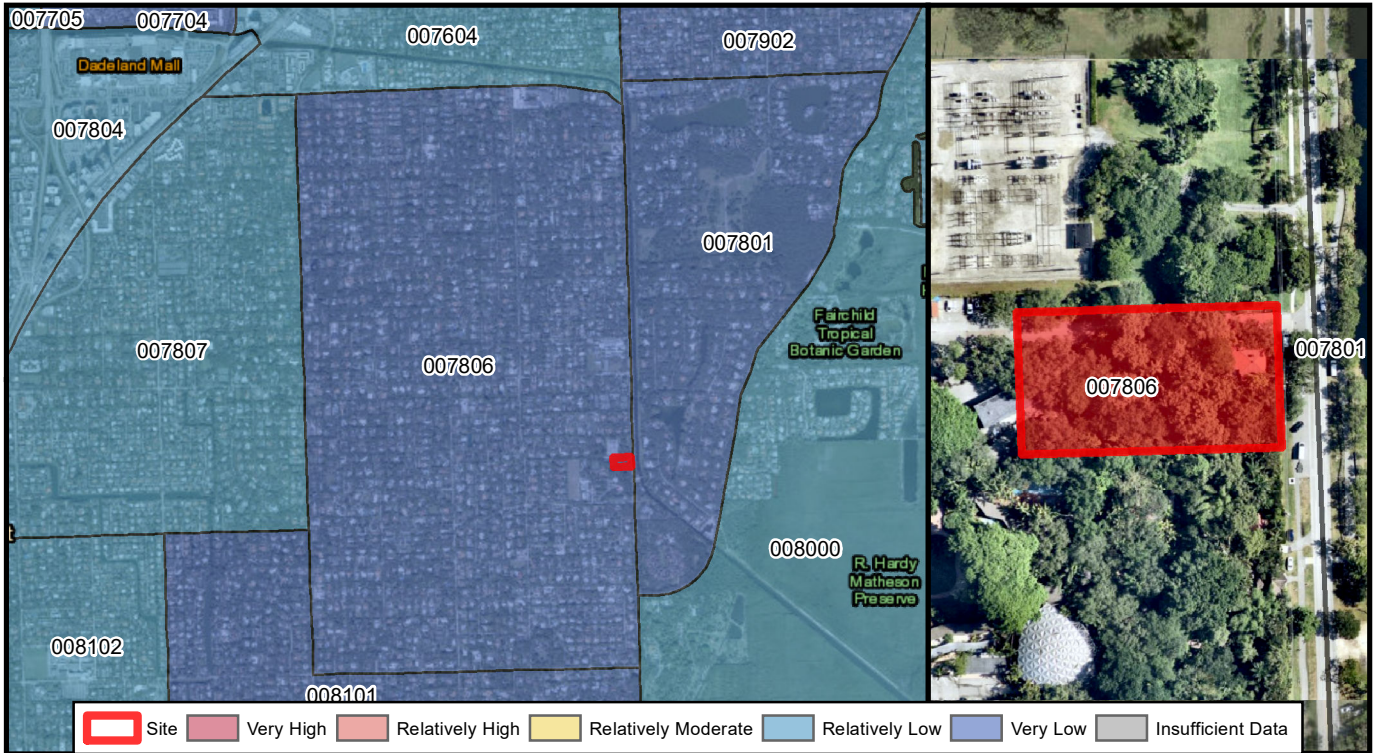 007705
007704
007604
007902
Dadeland Mall
007804
007801
Fairchild
Tropical
Botanic Garden
007807
007806
008000
R. Hardy
Matheson
Preserve
008102
008101
007801
007806
Site
Very High
Relatively High
Relatively Moderate
Relatively Low
Very Low
Insufficient Data